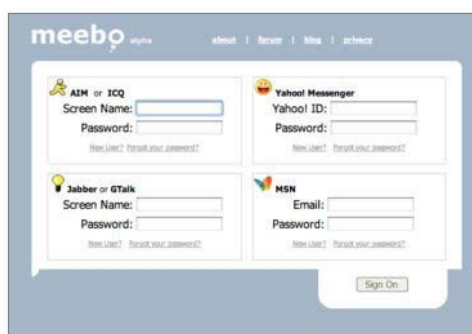 meebo alpha
about | forum | blog | privacy
AIM or ICQ
Screen Name:
Password:
New User? Forgot your password?
Yahoo! Messenger
Yahoo! ID:
Password:
New User? Forgot your password?
Jabber or GTalk
Screen Name:
Password:
New User? Forgot your password?
MSN
Email:
Password:
New User? Forgot your password?
Sign On